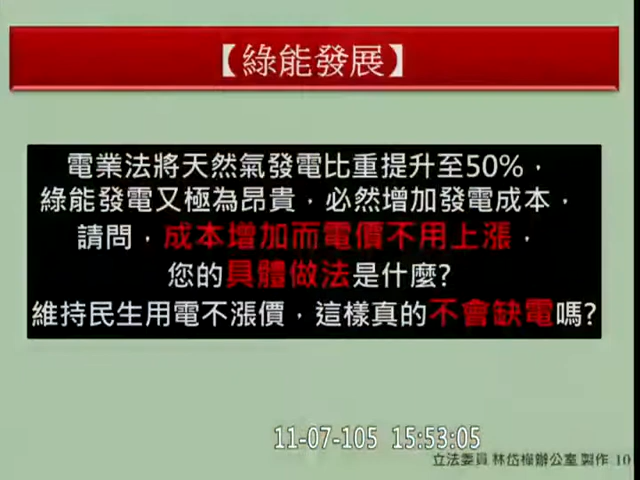 【綠能發展】
電業法將天然氣發電比重提升至50%，
綠能發電又極為昂貴，必然增加發電成本，
請問，成本增加而電價不用上漲，
您的具體做法是什麼?
維持民生用電不漲價，這樣真的不會缺電嗎?
11-07-105 15:53:05
立法委員 林岱樺辦公室 製作 10